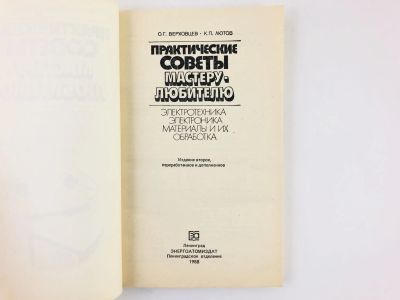 О.Г. ВЕРХОВЦЕВ · К.П. ЛЮТОВ
ПРАКТИЧЕСКИЕ
СОВЕТЫ
МАСТЕРУ-
ЛЮБИТЕЛЮ
ЭЛЕКТРОТЕХНИКА
ЭЛЕКТРОНИКА
МАТЕРИАЛЫ И ИХ
ОБРАБОТКА
Издание второе,
переработанное и дополненное
Ленинград
ЭНЕРГОАТОМИЗДАТ
Ленинградское отделение
1988